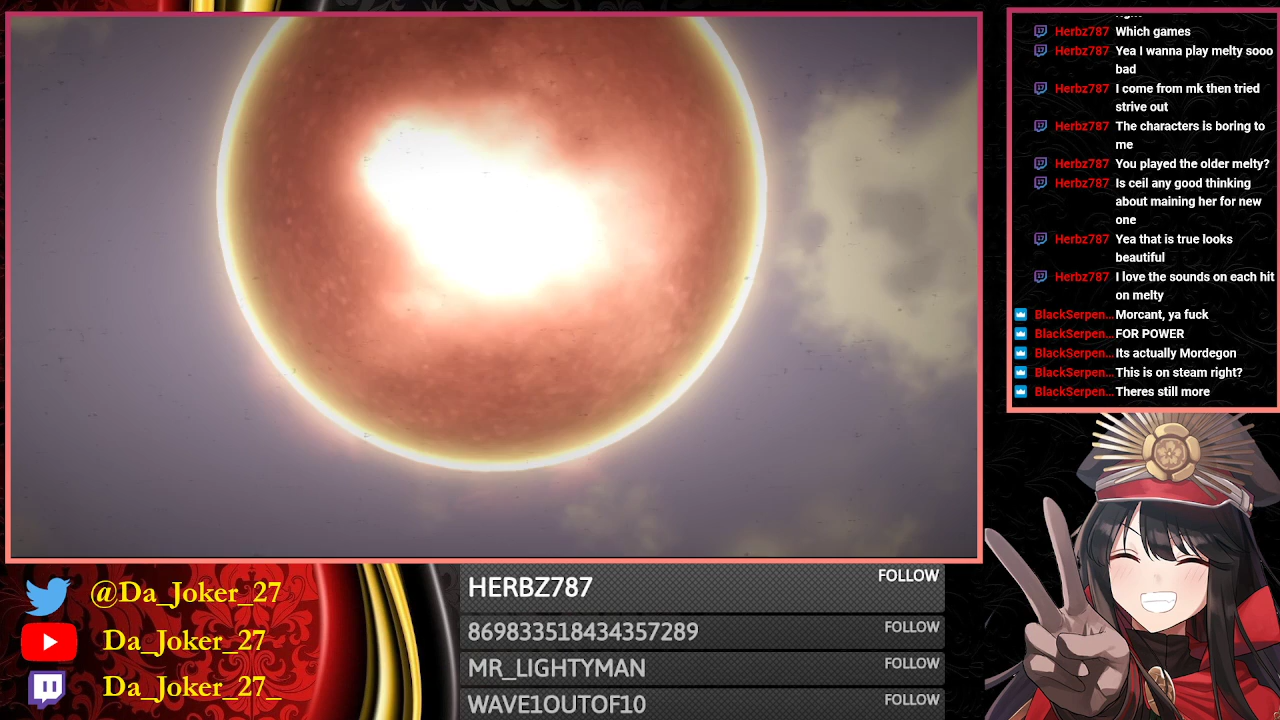 Herbz787 Which games
Herbz787 Yea I wanna play melty sooo
bad
Herbz787 I come from mk then tried
strive out
Herbz787 The characters is boring to
me
Herbz787 You played the older melty?
Herbz787 Is ceil any good thinking
about maining her for new
one
Herbz787 Yea that is true looks
beautiful
Herbz787 I love the sounds on each hit
on melty
BlackSerpen... Morcant, ya fuck
BlackSerpen... FOR POWER
BlackSerpen... Its actually Mordegon
BlackSerpen... This is on steam right?
BlackSerpen... Theres still more
@Da_Joker_27
Da_Joker_27
Da_Joker_27_
HERBZ787 FOLLOW
869833518434357289 FOLLOW
MR_LIGHTYMAN FOLLOW
WAVE1OUTOF10 FOLLOW